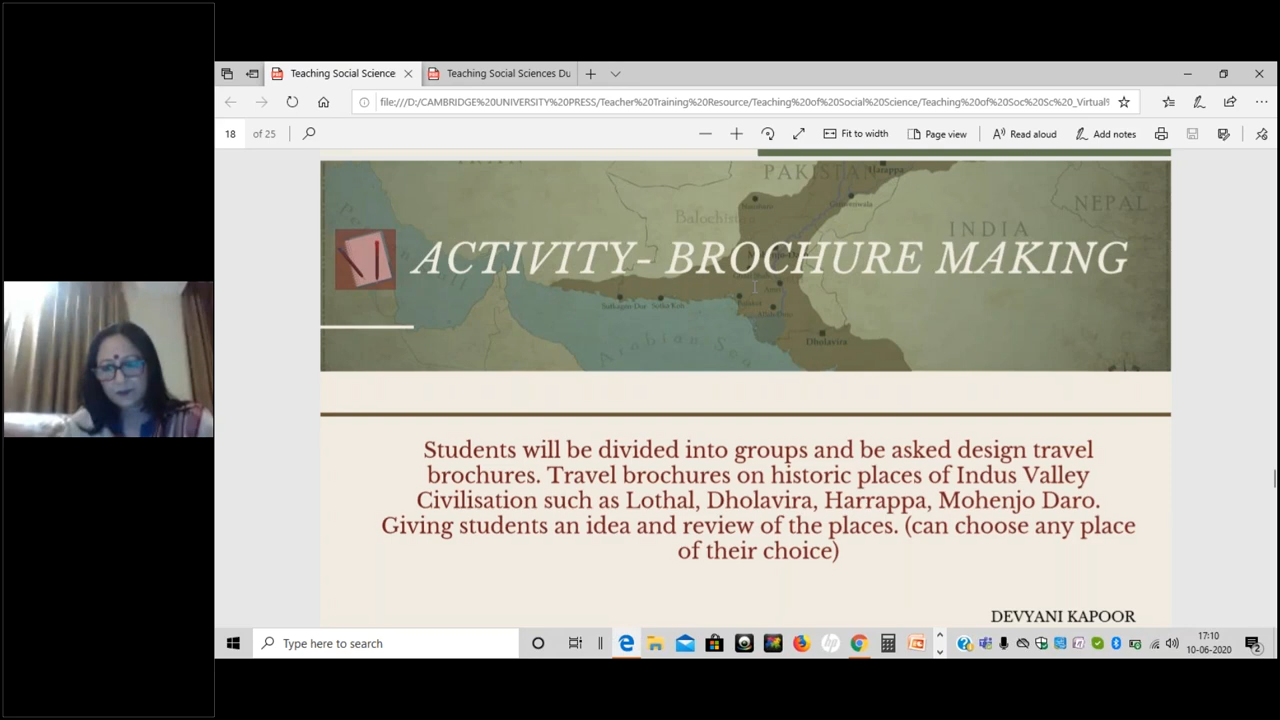 Teaching Social Science
Teaching Social Sciences Du
file:///D:/CAMBRIDGE%20UNIVERSITY%20PRESS/Teacher%20Training%20Resource/Teaching%20of%20Social%20Science/Teaching%20of%20Soc%20Sc%20_Virtual%
18 of 25
Fit to width
Page view
Read aloud
Add notes
PAKISTAN
Harappa
NEPAL
Balochistan
INDIA
ACTIVITY- BROCHURE MAKING
Dholavira
Arabian Sea
Students will be divided into groups and be asked design travel
brochures. Travel brochures on historic places of Indus Valley
Civilisation such as Lothal, Dholavira, Harrappa, Mohenjo Daro.
Giving students an idea and review of the places. (can choose any place
of their choice)
DEVYANI KAPOOR
Type here to search
17:10
10-06-2020